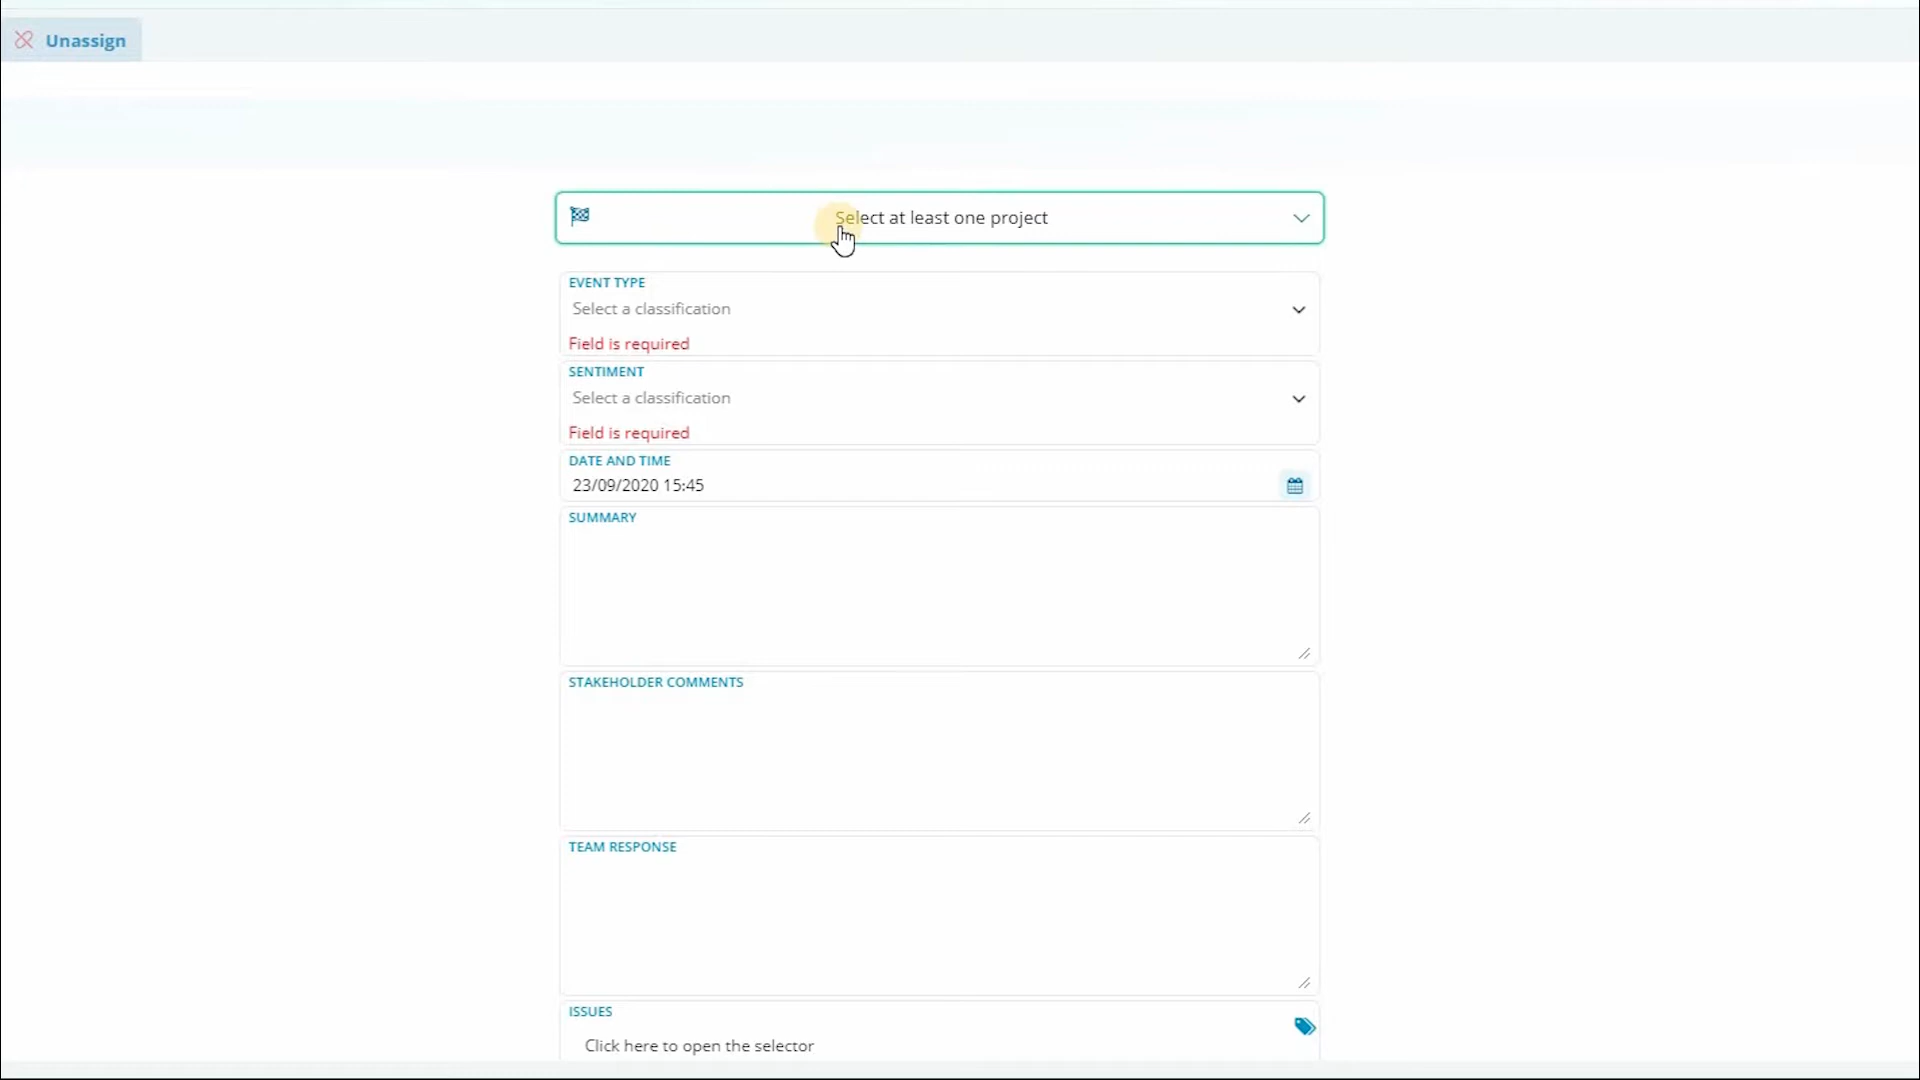 Unassign
Select at least one project
EVENT TYPE
Select a classification
Field is required
SENTIMENT
Select a classification
Field is required
DATE AND TIME
23/09/2020 15:45
SUMMARY
STAKEHOLDER COMMENTS
TEAM RESPONSE
ISSUES
Click here to open the selector